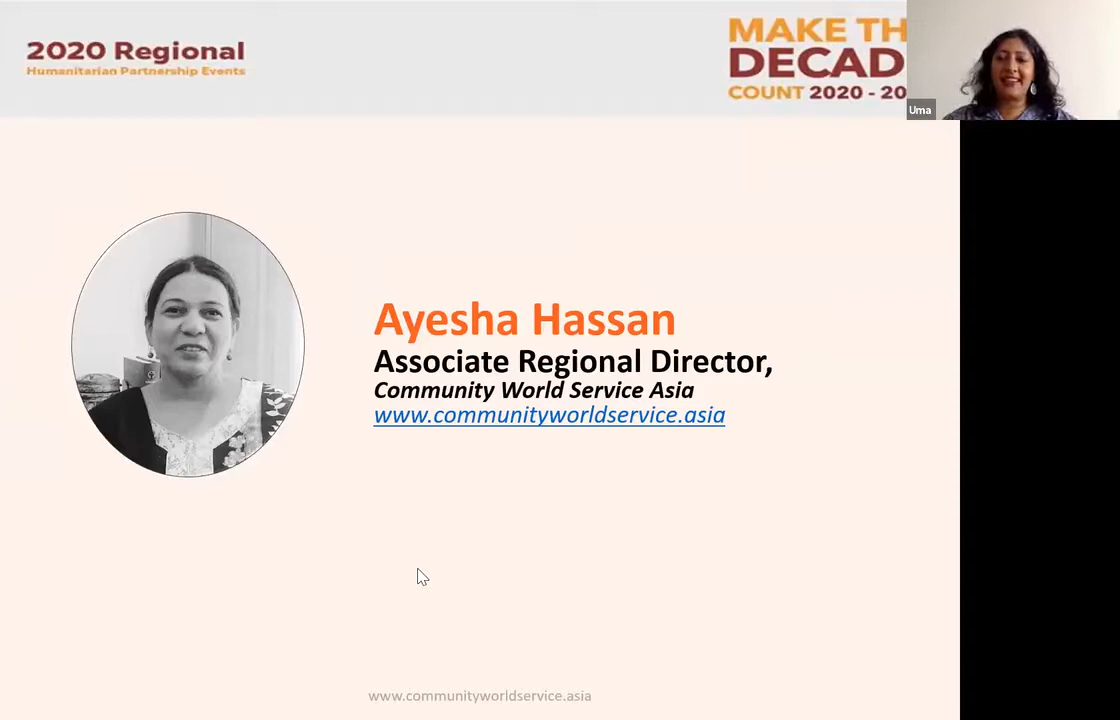 2020 Regional
Humanitarian Partnership Events
MAKE TH
DECAD
COUNT 2020 - 20
Uma
Ayesha Hassan
Associate Regional Director,
Community World Service Asia
www.communityworldservice.asia
www.communityworldservice.asia